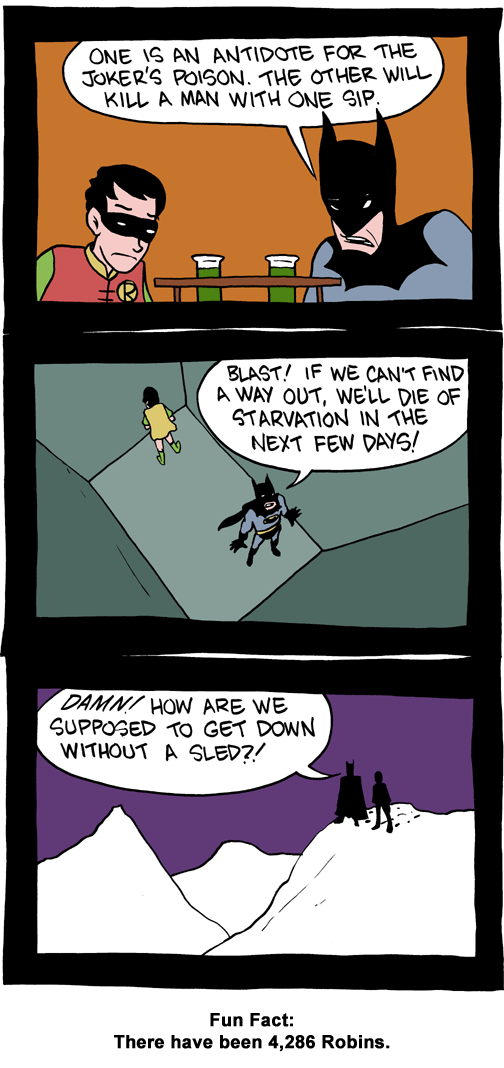 ONE IS AN ANTIDOTE FOR THE
JOKER'S POISON. THE OTHER WILL
KILL A MAN WITH ONE SIP.
R
BLAST! IF WE CAN'T FIND
A WAY OUT, WE'LL DIE OF
STARVATION IN THE
NEXT FEW DAYS!
DAMN! HOW ARE WE
SUPPOSED TO GET DOWN
WITHOUT A SLED?!
Fun Fact:
There have been 4,286 Robins.